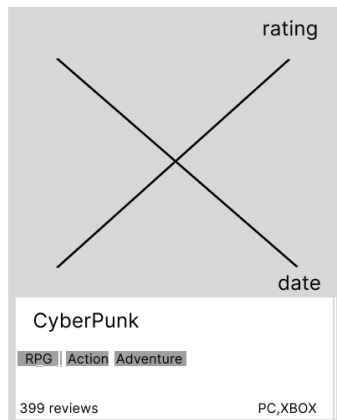 rating
date
CyberPunk
RPG Action Adventure
399 reviews PC,XBOX